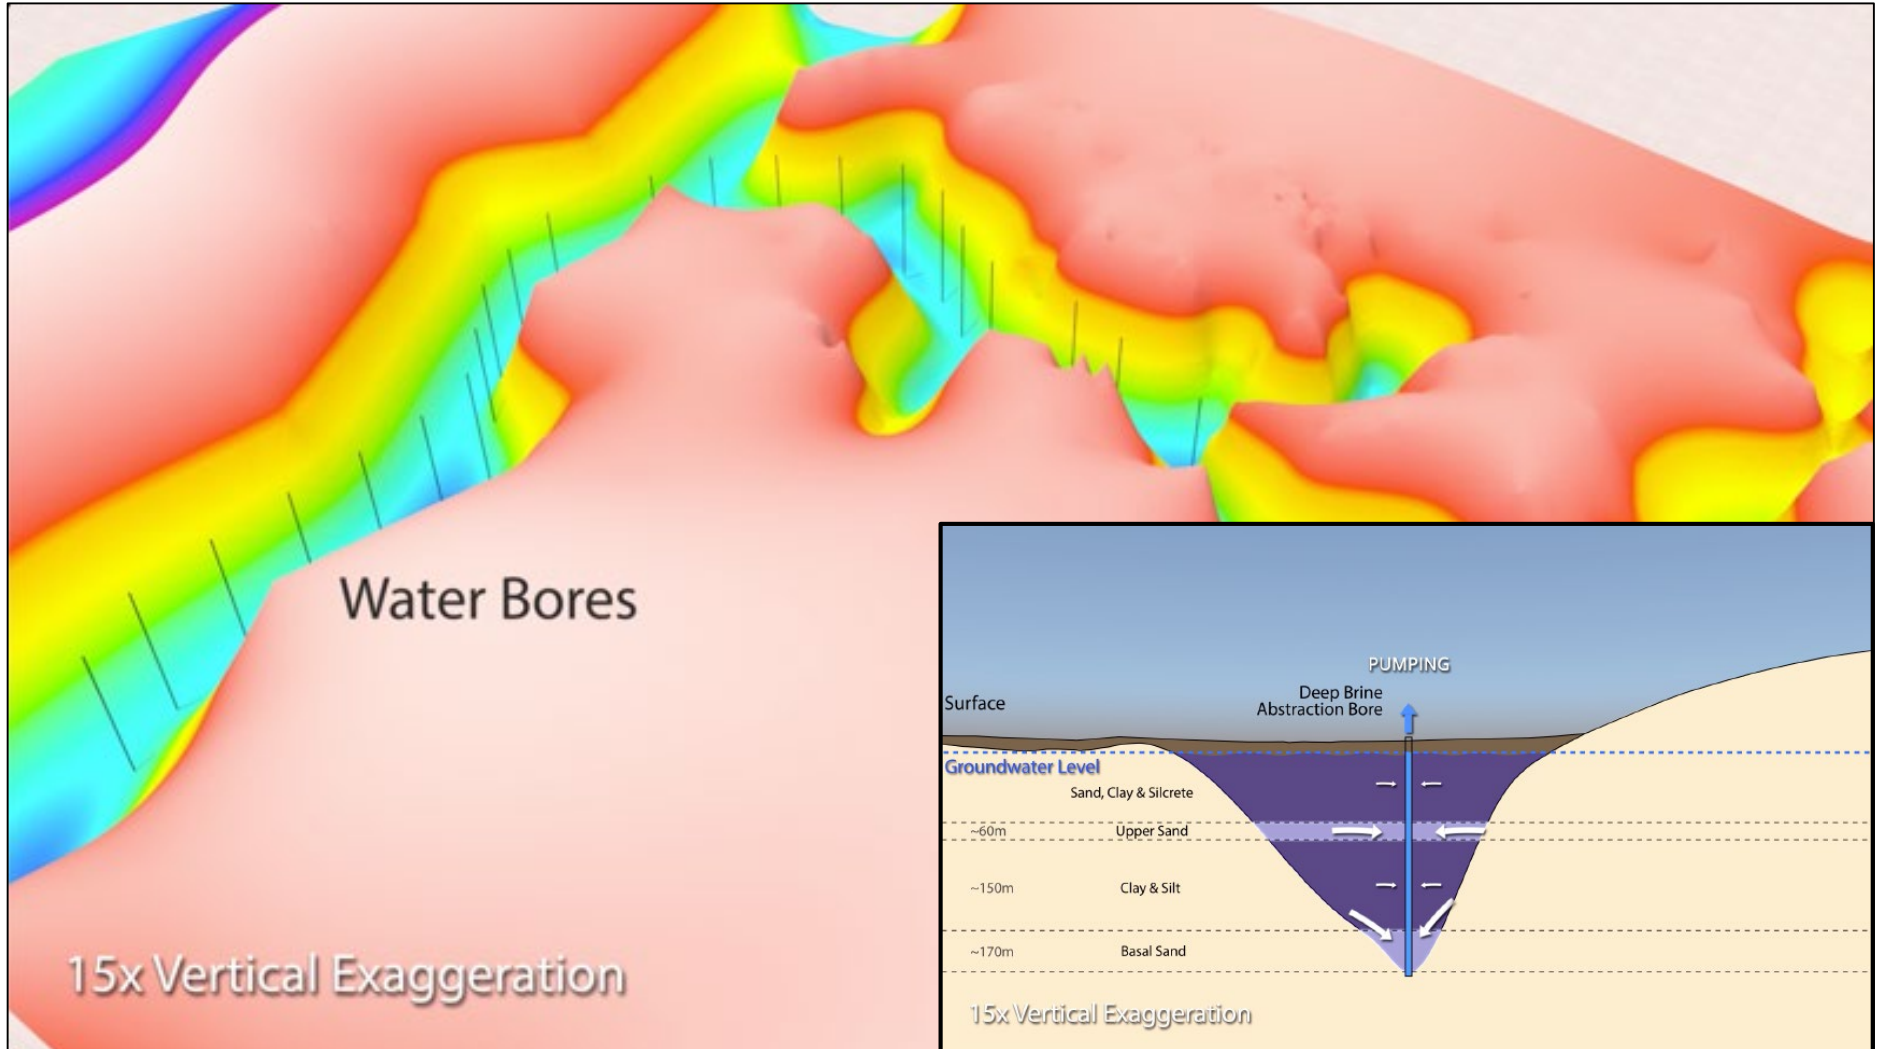 Water Bores
15x Vertical Exaggeration
PUMPING
Deep Brine
Abstraction Bore
Surface
Groundwater Level
Sand, Clay & Silcrete
~60m
Upper Sand
~150m
Clay & Silt
~170m
Basal Sand
15x Vertical Exaggeration